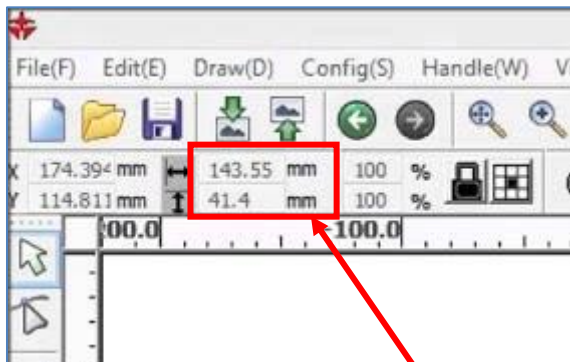 File(F) Edit(E) Draw(D) Config(S) Handle(W)
X 174.394 mm 143.55 mm 100 %
Y 114.811 mm 41.4 mm 100 %
00.0 -100.0